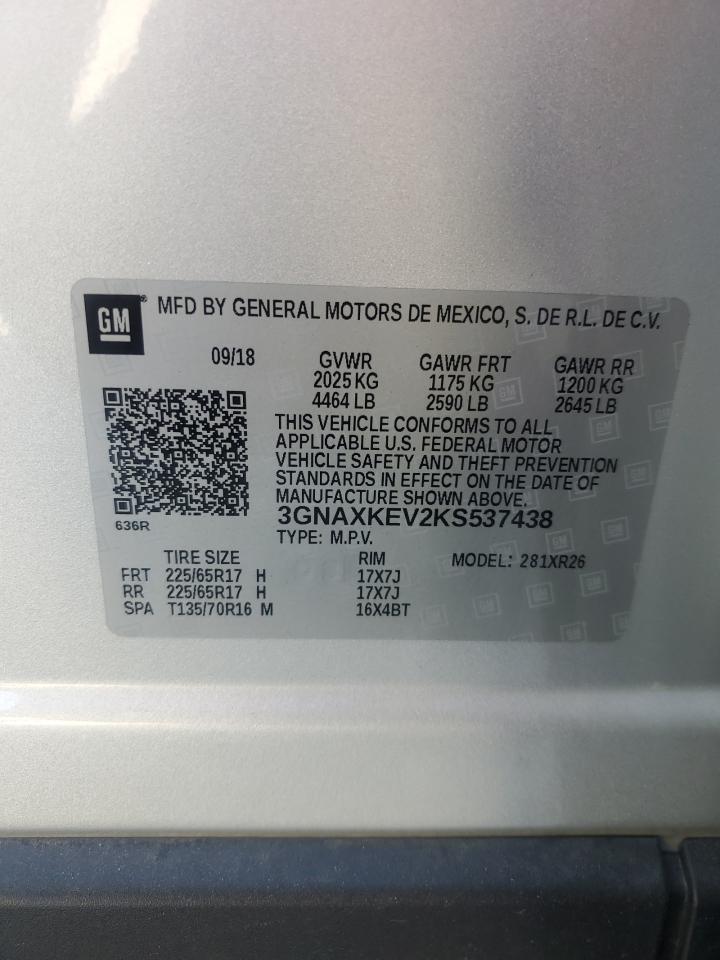 GM® MFD BY GENERAL MOTORS DE MEXICO, S. DE R.L. DE C.V.
09/18 GVWR GAWR FRT GAWR RR
2025 KG 1175 KG 1200 KG
4464 LB 2590 LB 2645 LB
THIS VEHICLE CONFORMS TO ALL
APPLICABLE U.S. FEDERAL MOTOR
VEHICLE SAFETY AND THEFT PREVENTION
STANDARDS IN EFFECT ON THE DATE OF
MANUFACTURE SHOWN ABOVE.
636R 3GNAXKEV2KS537438
TYPE: M.P.V.
TIRE SIZE RIM MODEL: 281XR26
FRT 225/65R17 H 17X7J
RR 225/65R17 H 17X7J
SPA T135/70R16 M 16X4BT